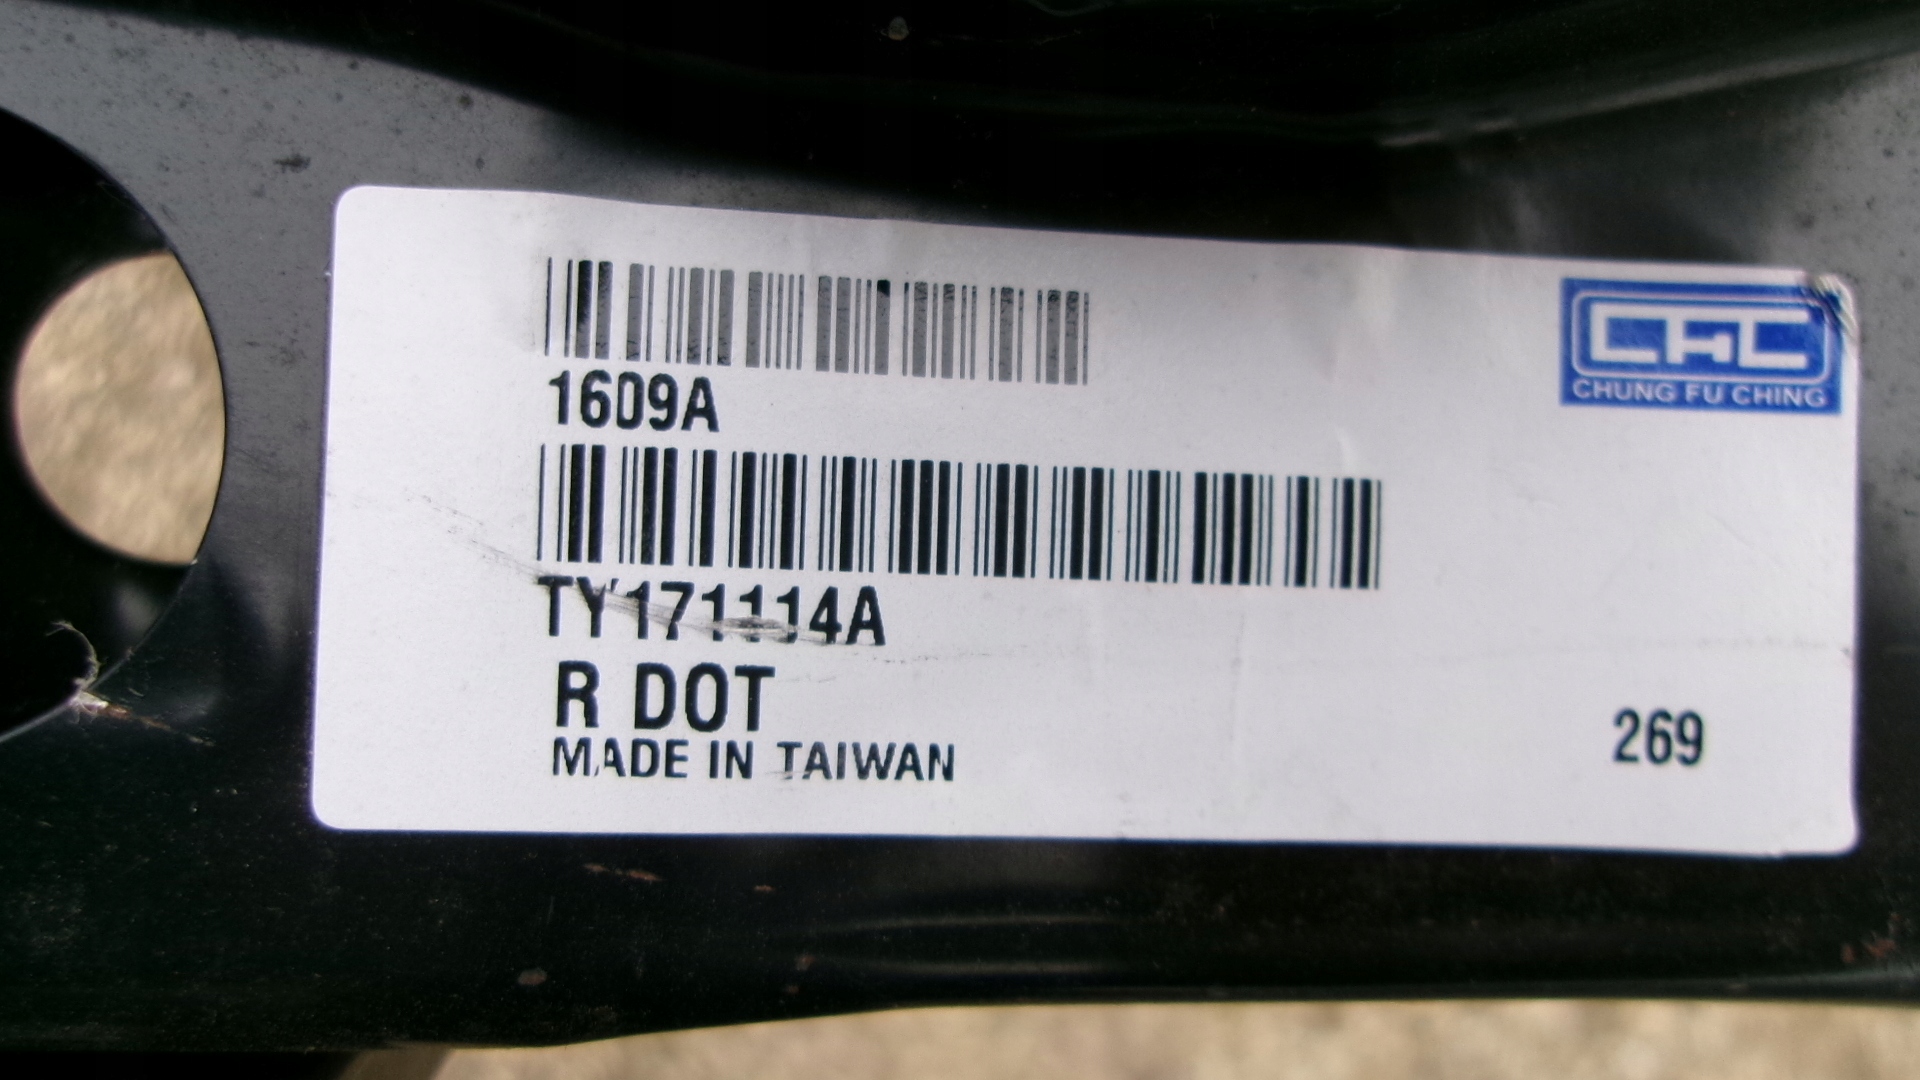 CFC
CHUNG FU CHING
1609A
TY171114A
R DOT
MADE IN TAIWAN
269